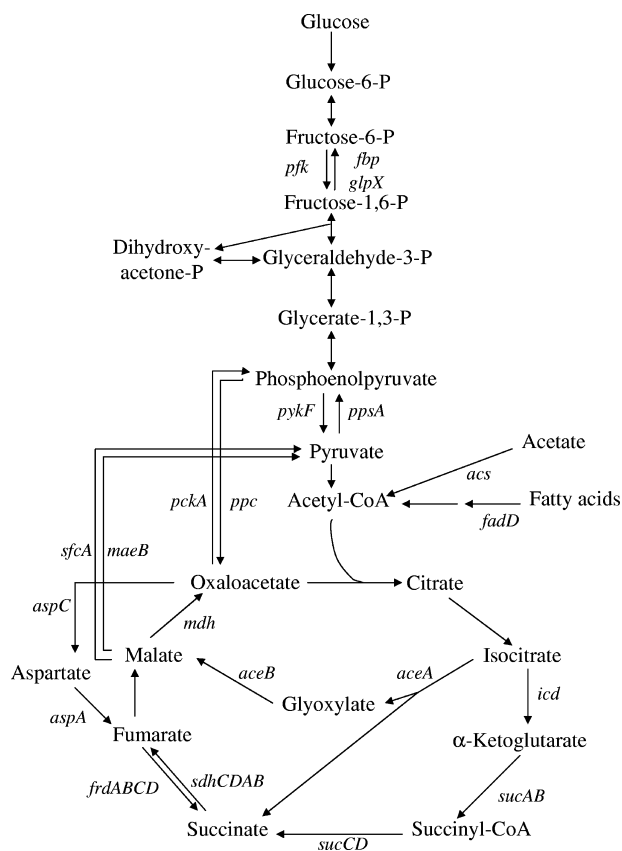 Glucose
Glucose-6-P
Fructose-6-P
pfk
fbp
glpX
Fructose-1,6-P
Dihydroxy-
acetone-P
Glyceraldehyde-3-P
Glycerate-1,3-P
Phosphoenolpyruvate
pykF
ppsA
Pyruvate
Acetate
acs
Acetyl-CoA
Fatty acids
fadD
pckA
ppc
sfcA
maeB
Oxaloacetate
Citrate
aspC
mdh
Malate
Isocitrate
Aspartate
aceB
aceA
Glyoxylate
icd
aspA
Fumarate
α-Ketoglutarate
frdABCD
sdhCDAB
sucAB
Succinate
Succinyl-CoA
sucCD